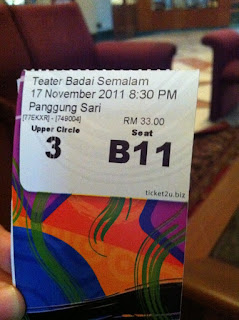 Teater Badai Semalam
17 November 2011 8:30 PM
Panggung Sari
[77EKXR] - [749004] RM 33.00
Upper Circle Seat
3 B11
ticket2u.biz